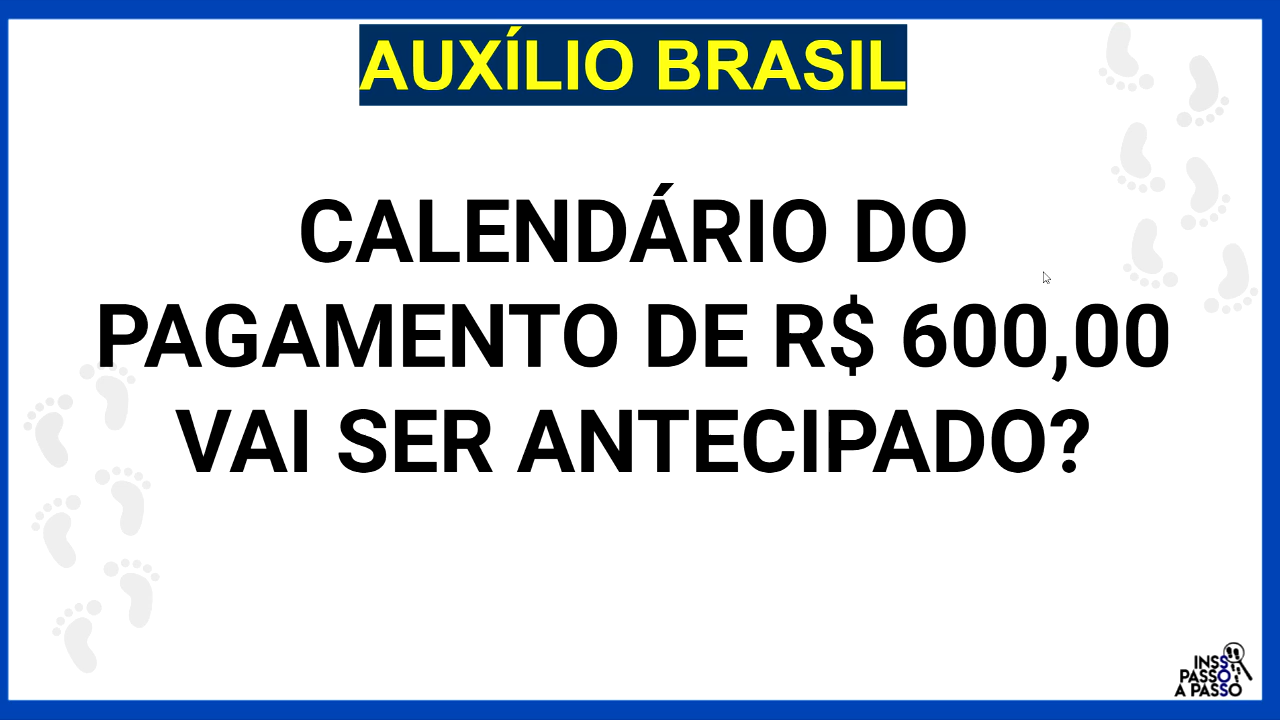 AUXÍLIO BRASIL
CALENDÁRIO DO
PAGAMENTO DE R$ 600,00
VAI SER ANTECIPADO?
INSS
PASSO
A PASSO